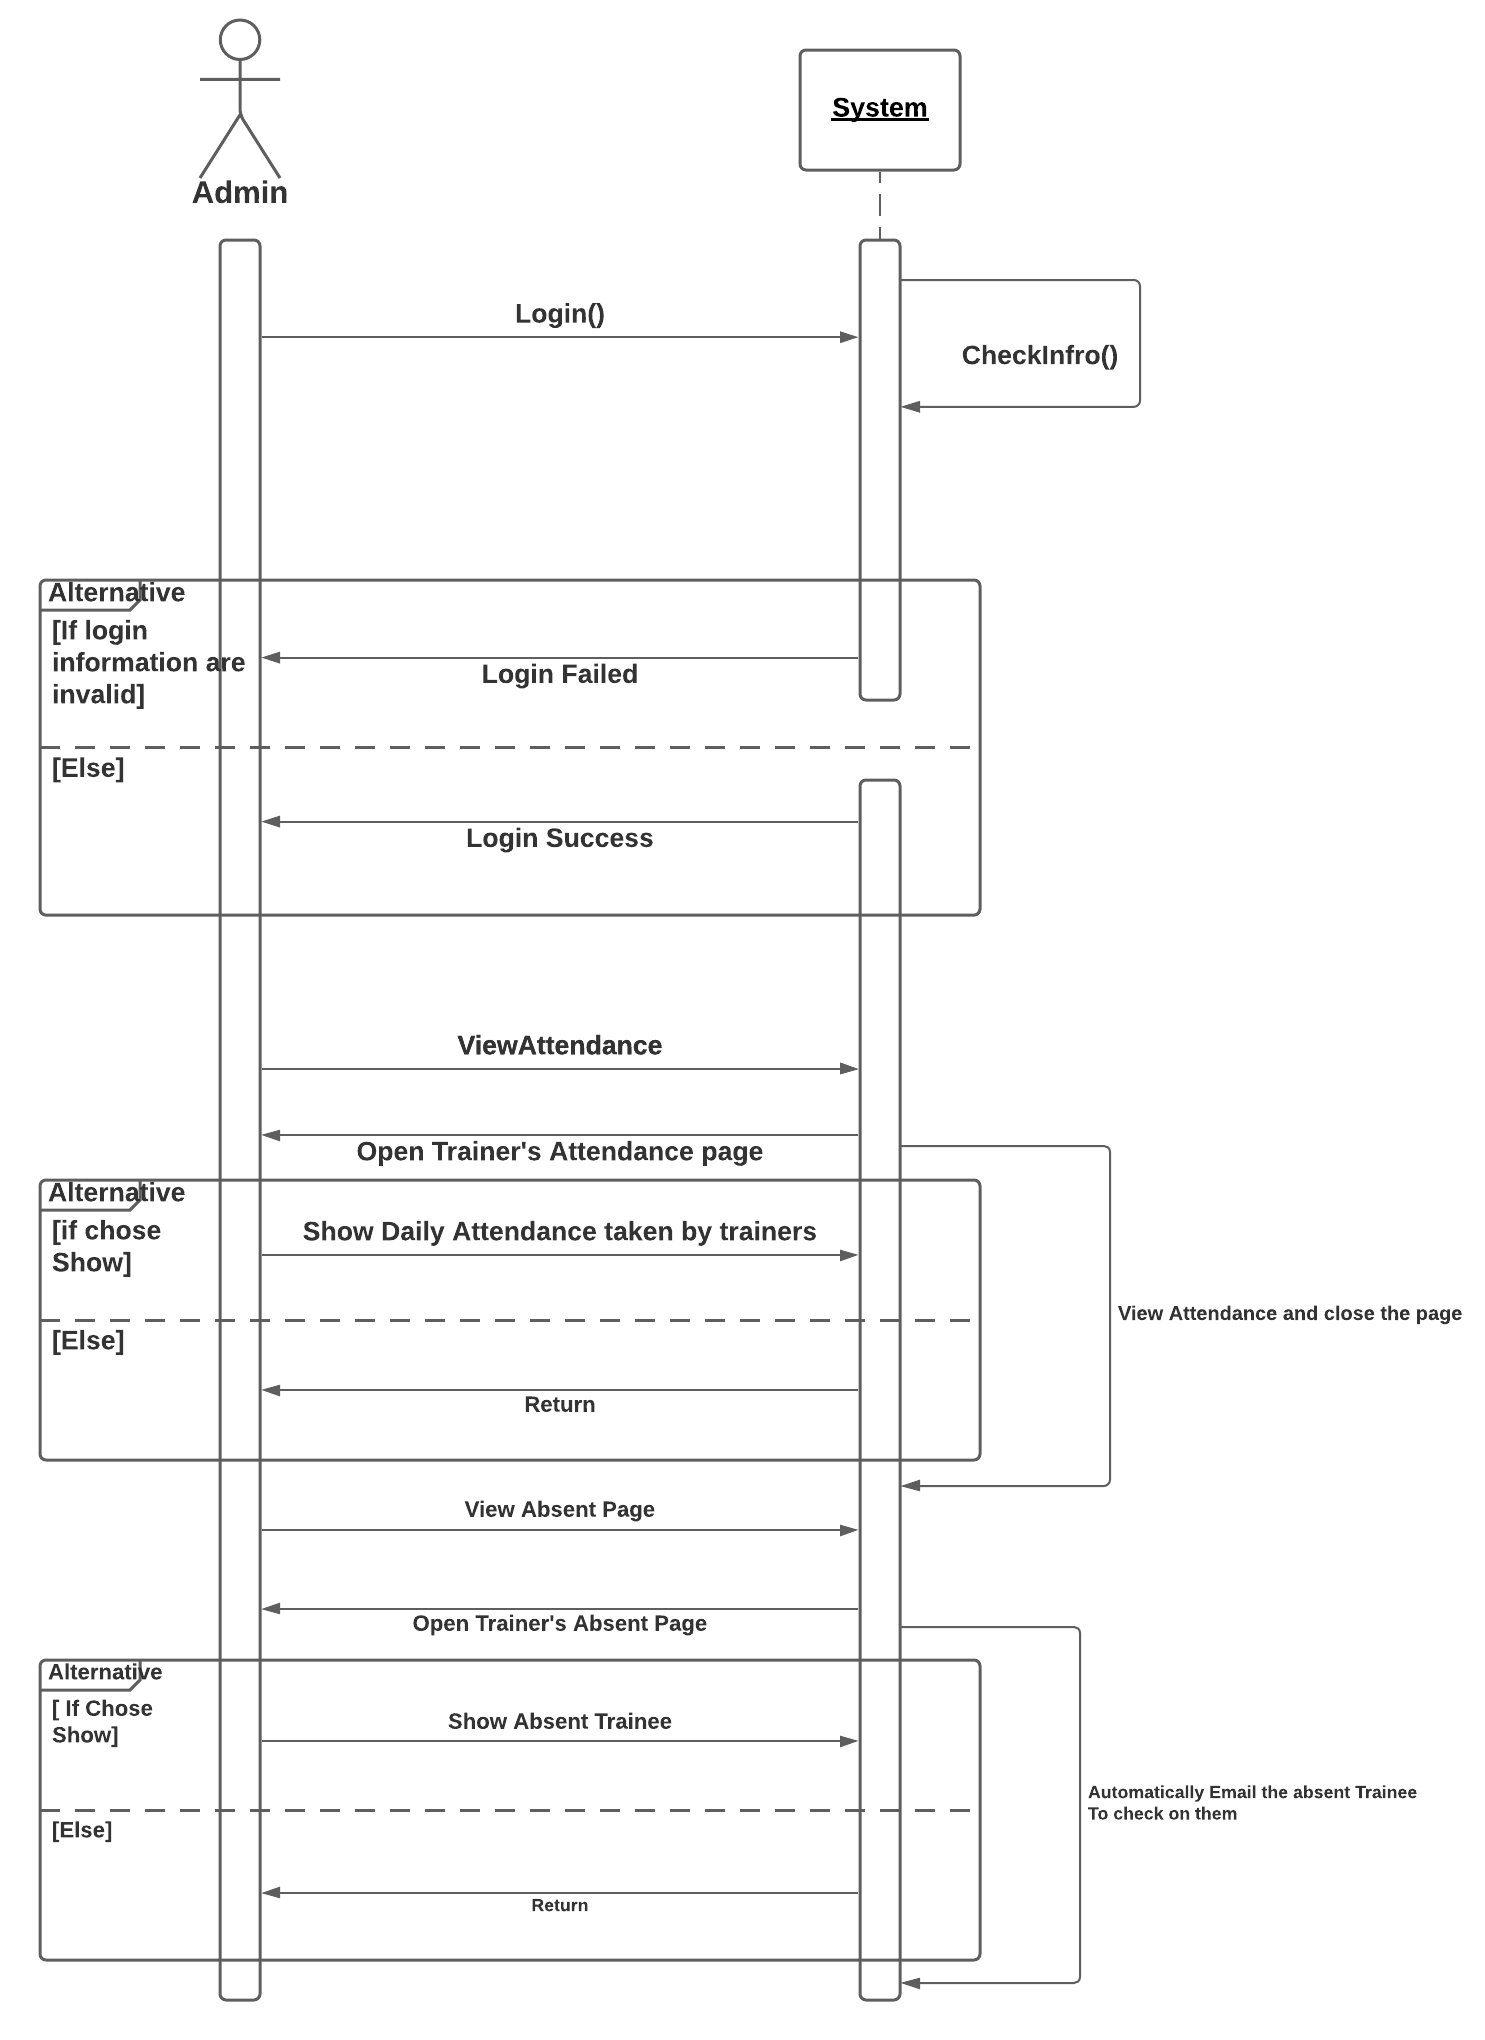 Admin
System
Login()
CheckInfro()
Alternative
[If login
information are
invalid]
Login Failed
[Else]
Login Success
ViewAttendance
Open Trainer's Attendance page
Alternative
[if chose
Show]
Show Daily Attendance taken by trainers
View Attendance and close the page
[Else]
Return
View Absent Page
Open Trainer's Absent Page
Alternative
[ If Chose
Show]
Show Absent Trainee
Automatically Email the absent Trainee
To check on them
[Else]
Return